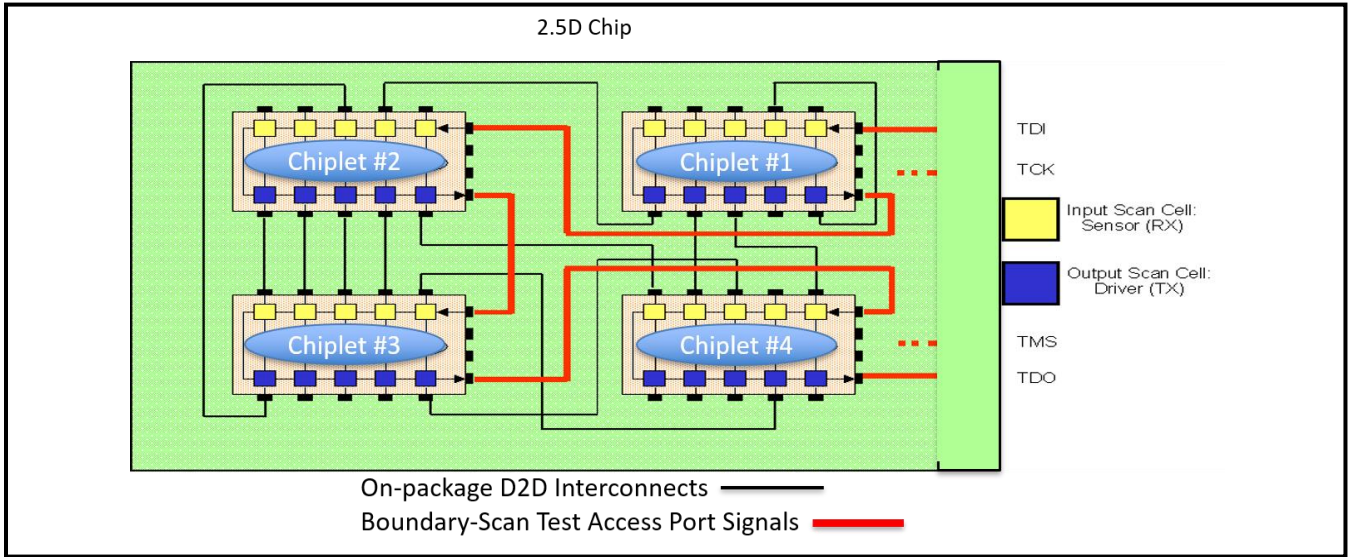 2.5D Chip
Chiplet #2
Chiplet #1
TDI
TCK
Input Scan Cell:
Sensor (RX)
Output Scan Cell:
Driver (TX)
Chiplet #3
Chiplet #4
TMS
TDO
On-package D2D Interconnects
Boundary-Scan Test Access Port Signals